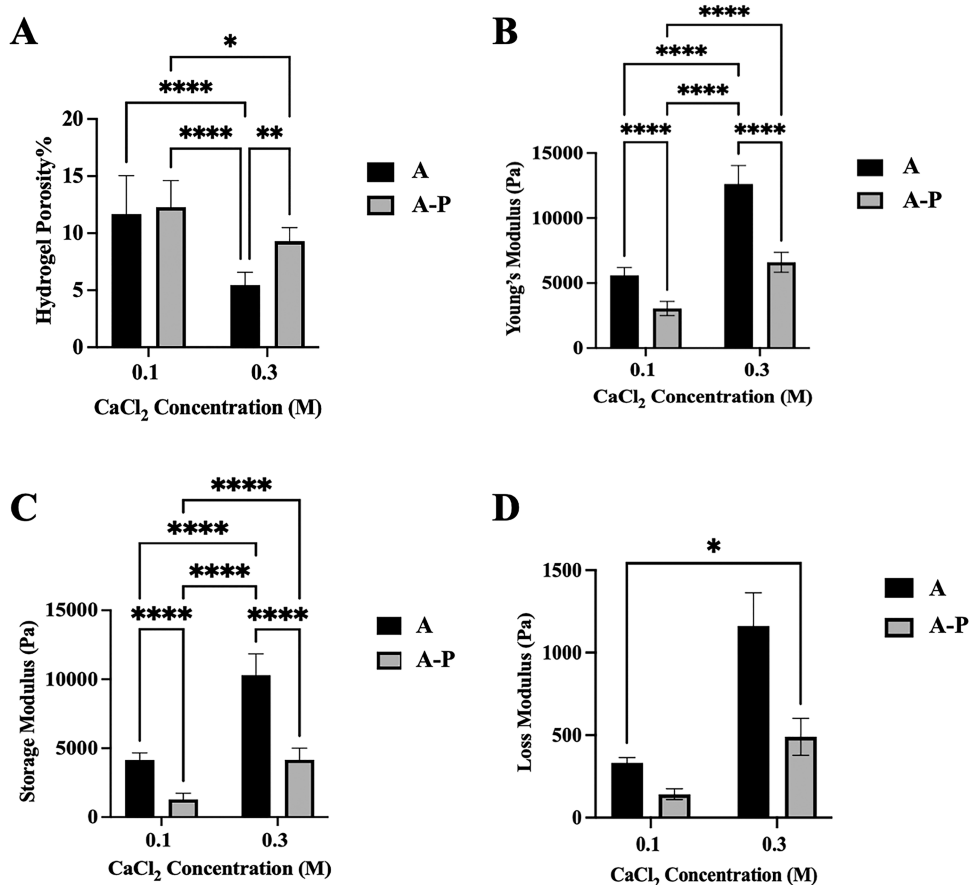 A
*
****
**** **
20
15
10
5
0
Hydrogel Porosity%
0.1 0.3
CaCl2 Concentration (M)
A
A-P
B
****
****
****
**** ****
15000
10000
5000
0
Young's Modulus (Pa)
0.1 0.3
CaCl2 Concentration (M)
A
A-P
C
****
****
****
**** ****
15000
10000
5000
0
Storage Modulus (Pa)
0.1 0.3
CaCl2 Concentration (M)
A
A-P
D
*
1500
1000
500
0
Loss Modulus (Pa)
0.1 0.3
CaCl2 Concentration (M)
A
A-P